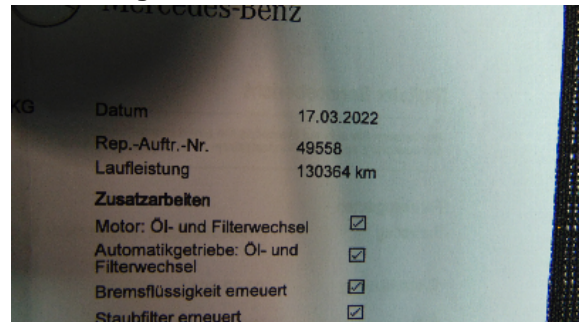 Mercedes-Benz
KG
Datum 17.03.2022
Rep.-Auftr.-Nr. 49558
Laufleistung 130364 km
Zusatzarbeiten
Motor: Öl- und Filterwechsel ☑
Automatikgetriebe: Öl- und
Filterwechsel ☑
Bremsflüssigkeit erneuert ☑
Staubfilter erneuert ☑